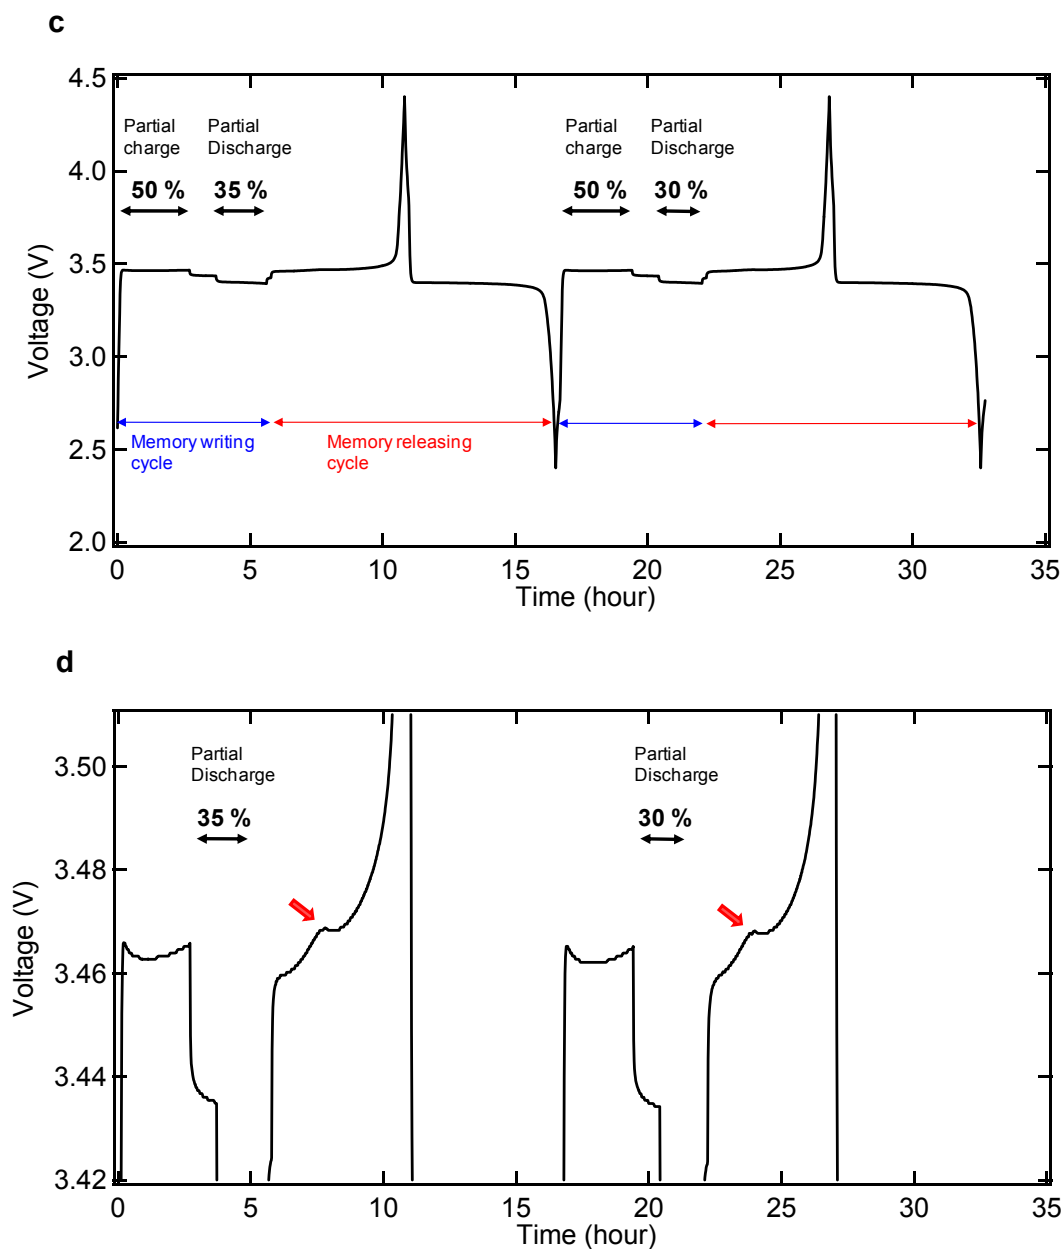 c
4.5
4.0
3.5
3.0
2.5
2.0
Voltage (V)
Partial
charge
50 %
Partial
Discharge
35 %
Partial
charge
50 %
Partial
Discharge
30 %
Memory writing
cycle
Memory releasing
cycle
0 5 10 15 20 25 30 35
Time (hour)
d
3.50
3.48
3.46
3.44
3.42
Voltage (V)
Partial
Discharge
35 %
Partial
Discharge
30 %
0 5 10 15 20 25 30 35
Time (hour)